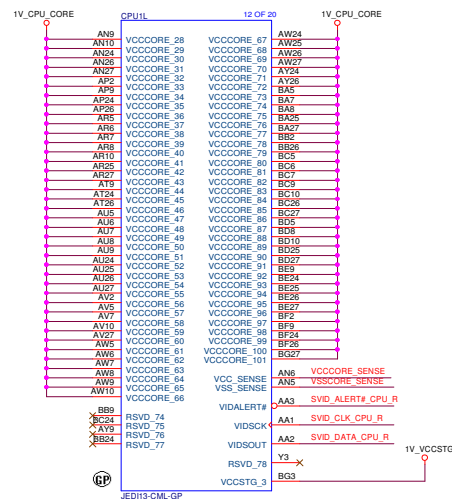 1V_CPU_CORE CPU1L 12 OF 20 1V_CPU_CORE
AN9 VCCCORE_28 VCCCORE_67 AW24
AN10 VCCCORE_29 VCCCORE_68 AW25
AN24 VCCCORE_30 VCCCORE_69 AW26
AN26 VCCCORE_31 VCCCORE_70 AW27
AN27 VCCCORE_32 VCCCORE_71 AY24
AP2 VCCCORE_33 VCCCORE_72 AY26
AP9 VCCCORE_34 VCCCORE_73 BA5
AP24 VCCCORE_35 VCCCORE_74 BA7
AP26 VCCCORE_36 VCCCORE_75 BA8
AR5 VCCCORE_37 VCCCORE_76 BA25
AR6 VCCCORE_38 VCCCORE_77 BA27
AR7 VCCCORE_39 VCCCORE_78 BB2
AR8 VCCCORE_40 VCCCORE_79 BB26
AR10 VCCCORE_41 VCCCORE_80 BC5
AR25 VCCCORE_42 VCCCORE_81 BC6
AR27 VCCCORE_43 VCCCORE_82 BC7
AT9 VCCCORE_44 VCCCORE_83 BC9
AT24 VCCCORE_45 VCCCORE_84 BC10
AT26 VCCCORE_46 VCCCORE_85 BC26
AU5 VCCCORE_47 VCCCORE_86 BC27
AU6 VCCCORE_48 VCCCORE_87 BD5
AU7 VCCCORE_49 VCCCORE_88 BD8
AU8 VCCCORE_50 VCCCORE_89 BD10
AU9 VCCCORE_51 VCCCORE_90 BD25
AU24 VCCCORE_52 VCCCORE_91 BD27
AU25 VCCCORE_53 VCCCORE_92 BE9
AU26 VCCCORE_54 VCCCORE_93 BE24
AU27 VCCCORE_55 VCCCORE_94 BE25
AV2 VCCCORE_56 VCCCORE_95 BE26
AV5 VCCCORE_57 VCCCORE_96 BE27
AV7 VCCCORE_58 VCCCORE_97 BF2
AV10 VCCCORE_59 VCCCORE_98 BF9
AV27 VCCCORE_60 VCCCORE_99 BF24
AW5 VCCCORE_61 VCCCORE_100 BF26
AW6 VCCCORE_62 VCCCORE_101 BG27
AW7 VCCCORE_63
AW8 VCCCORE_64 VCC_SENSE AN6 VCCCORE_SENSE
AW9 VCCCORE_65 VSS_SENSE AN5 VSSCORE_SENSE
AW10 VCCCORE_66
VIDALERT# AA3 SVID_ALERT#_CPU_R
BB9 RSVD_74
BC24 RSVD_75 VIDSCK AA1 SVID_CLK_CPU_R
AY9 RSVD_76
BB24 RSVD_77 VIDSOUT AA2 SVID_DATA_CPU_R
RSVD_78 Y3 1V_VCCSTG
GP VCCSTG_3 BG3
JEDI13-CML-GP